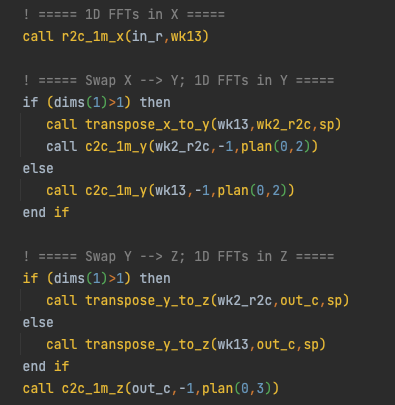 ! ===== 1D FFTs in X =====
call r2c_1m_x(in_r,wk13)

! ===== Swap X --> Y; 1D FFTs in Y =====
if (dims(1)>1) then
   call transpose_x_to_y(wk13,wk2_r2c,sp)
   call c2c_1m_y(wk2_r2c,-1,plan(0,2))
else
   call c2c_1m_y(wk13,-1,plan(0,2))
end if

! ===== Swap Y --> Z; 1D FFTs in Z =====
if (dims(1)>1) then
   call transpose_y_to_z(wk2_r2c,out_c,sp)
else
   call transpose_y_to_z(wk13,out_c,sp)
end if
call c2c_1m_z(out_c,-1,plan(0,3))